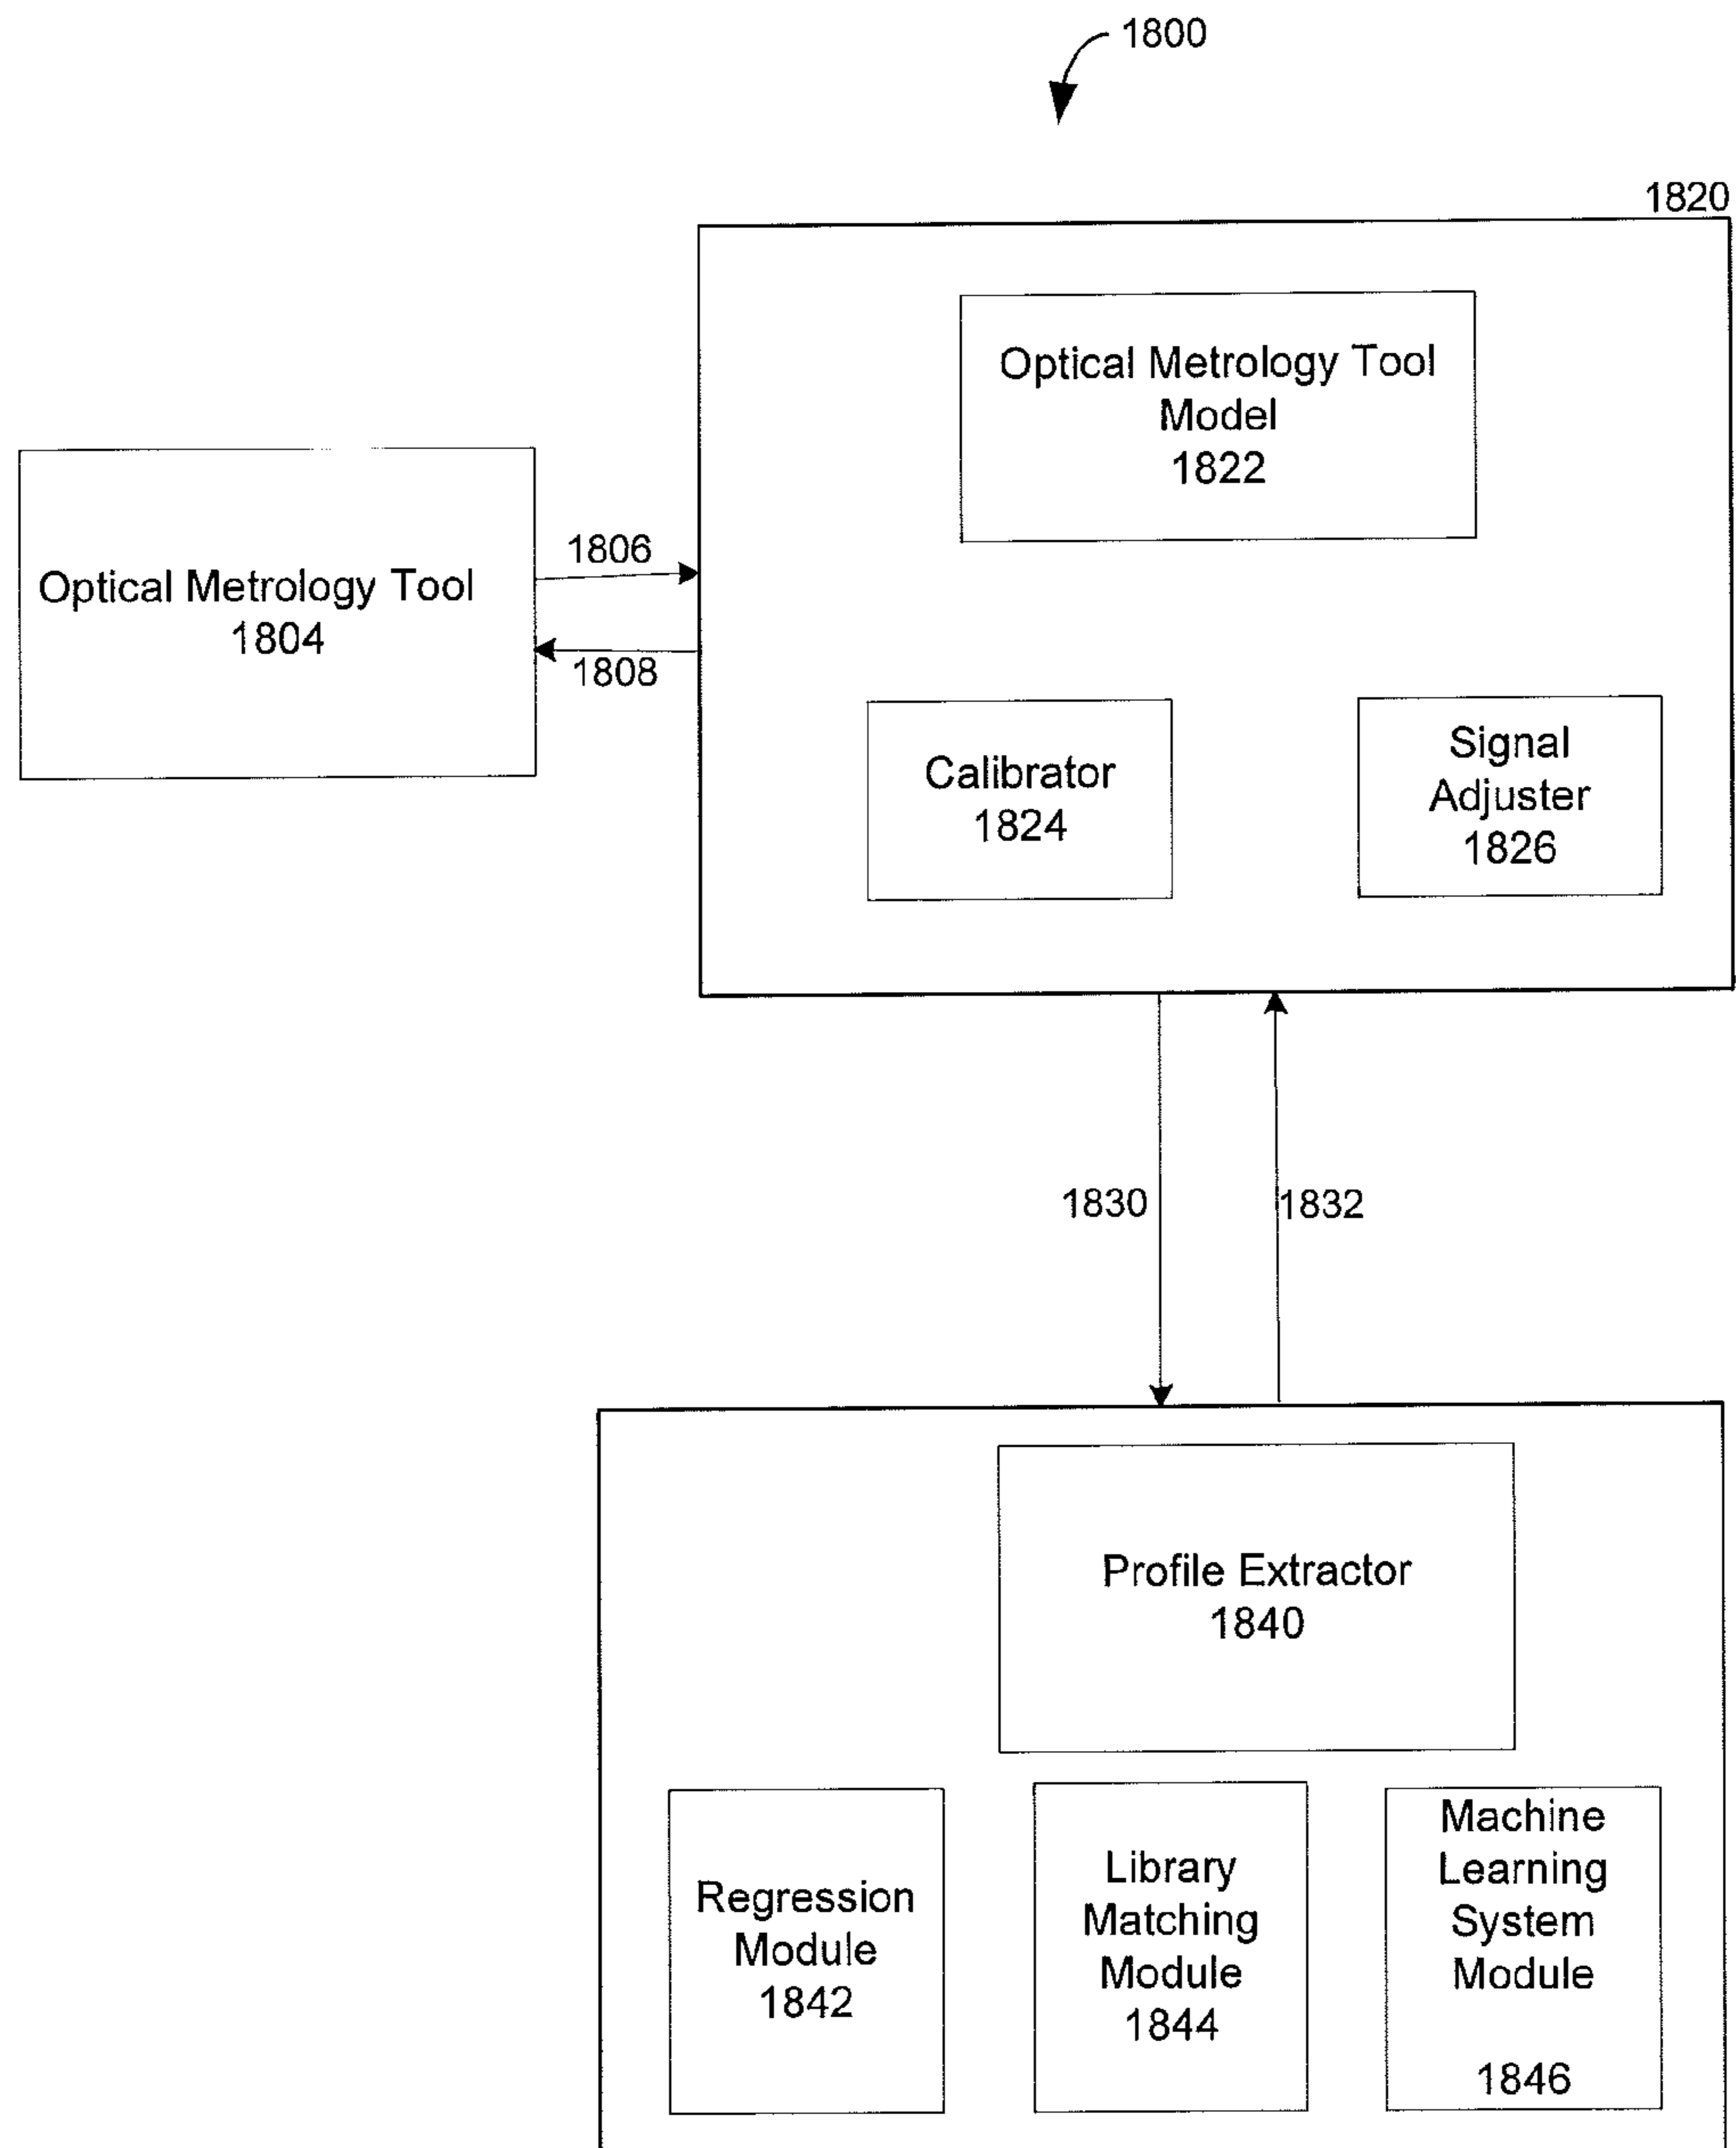 1800
1820
Optical Metrology Tool
Model
1822
Optical Metrology Tool
1804
1806
1808
Calibrator
1824
Signal
Adjuster
1826
1830
1832
Profile Extractor
1840
Regression
Module
1842
Library
Matching
Module
1844
Machine
Learning
System
Module
1846